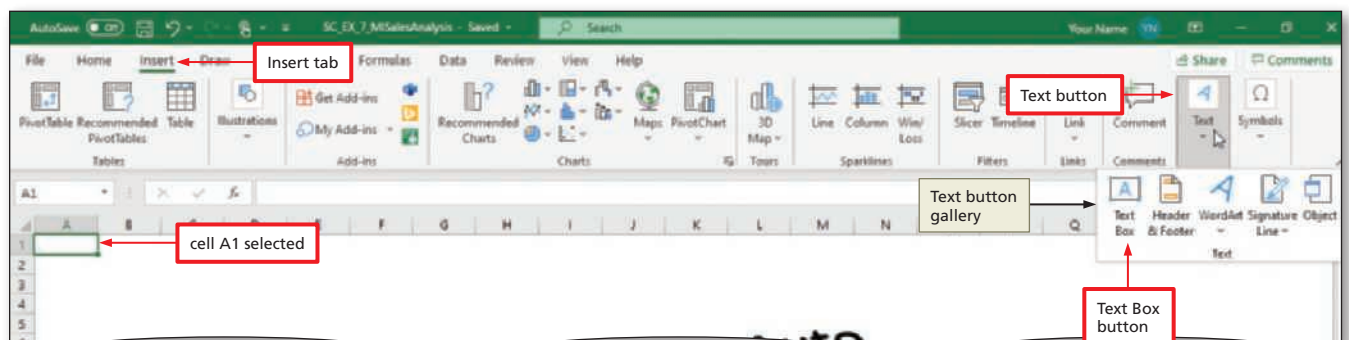 AutoSave Off SC_EX_7_MISalesAnalysis - Saved Search Your Name YN
File Home Insert Draw Insert tab Formulas Data Review View Help Share Comments
PivotTable Recommended PivotTables Table Illustrations Get Add-ins My Add-ins Recommended Charts Maps PivotChart 3D Map Line Column Win/Loss Slicer Timeline Text button Link Comment Text Symbols
Tables Add-ins Charts Tours Sparklines Filters Links Comments
A1 fx
Text button gallery
Text Box Header & Footer WordArt Signature Line Object
Text
A B E F G H I J K L M N Q
cell A1 selected
1
2
3
4
5
Text Box button